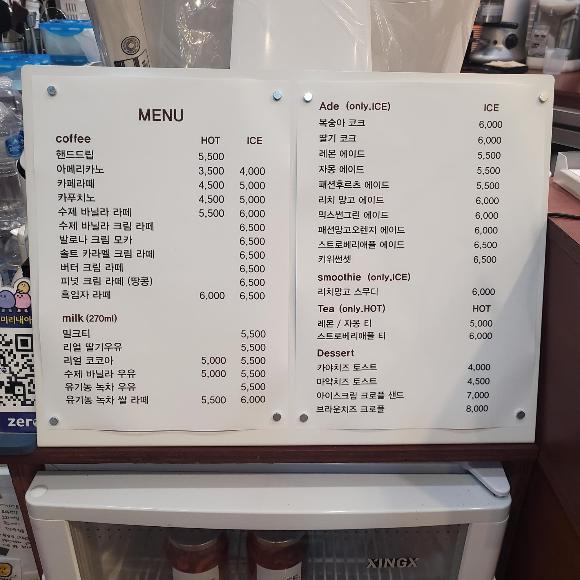 MENU
coffee HOT ICE
핸드드립 5,500
아메리카노 3,500 4,000
카페라떼 4,500 5,000
카푸치노 4,500 5,000
수제 바닐라 라떼 5,500 6,000
수제 바닐라 크림 라떼 6,500
발로나 크림 모카 6,500
솔트 카라멜 크림 라떼 6,500
버터 크림 라떼 6,500
피넛 크림 라떼 (땅콩) 6,500
흑임자 라떼 6,000 6,500
milk (270ml)
밀크티 5,500
리얼 딸기우유 5,500
리얼 코코아 5,000 5,500
수제 바닐라 우유 5,000 5,500
유기농 녹차 우유 5,500
유기농 녹차 쌀 라떼 5,500 6,000
Ade (only.ICE) ICE
복숭아 코크 6,000
딸기 코크 6,000
레몬 에이드 5,500
자몽 에이드 5,500
패션후르츠 에이드 5,500
리치 망고 에이드 6,000
믹스썬그린 에이드 6,000
패션망고오렌지 에이드 6,000
스트로베리애플 에이드 6,500
키위썬셋 6,500
smoothie (only.ICE)
리치망고 스무디 6,000
Tea (only.HOT) HOT
레몬 / 자몽 티 5,000
스트로베리애플 티 6,000
Dessert
카야치즈 토스트 4,000
마약치즈 토스트 4,500
아이스크림 크로플 샌드 7,000
브라운치즈 크로플 8,000
미리내
zer
XINGX